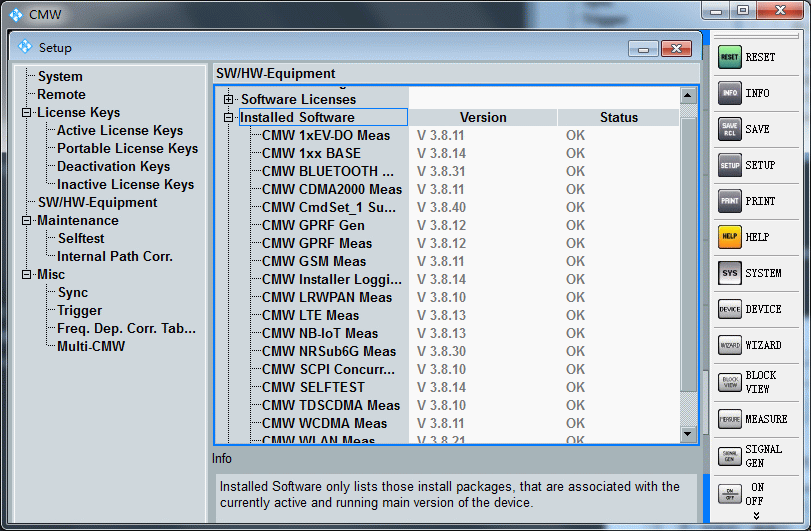 CMW
Setup
System
Remote
License Keys
Active License Keys
Portable License Keys
Deactivation Keys
Inactive License Keys
SW/HW-Equipment
Maintenance
Selftest
Internal Path Corr.
Misc
Sync
Trigger
Freq. Dep. Corr. Tab...
Multi-CMW
SW/HW-Equipment
Software Licenses
Installed Software Version Status
CMW 1xEV-DO Meas V 3.8.11 OK
CMW 1xx BASE V 3.8.14 OK
CMW BLUETOOTH ... V 3.8.31 OK
CMW CDMA2000 Meas V 3.8.11 OK
CMW CmdSet_1 Su... V 3.8.40 OK
CMW GPRF Gen V 3.8.12 OK
CMW GPRF Meas V 3.8.12 OK
CMW GSM Meas V 3.8.11 OK
CMW Installer Loggi... V 3.8.14 OK
CMW LRWPAN Meas V 3.8.10 OK
CMW LTE Meas V 3.8.13 OK
CMW NB-IoT Meas V 3.8.13 OK
CMW NRSub6G Meas V 3.8.30 OK
CMW SCPI Concurr... V 3.8.10 OK
CMW SELFTEST V 3.8.14 OK
CMW TDSCDMA Meas V 3.8.10 OK
CMW WCDMA Meas V 3.8.11 OK
CMW WLAN Meas V 3.8.21 OK
Info
Installed Software only lists those install packages, that are associated with the
currently active and running main version of the device.
RESET RESET
INFO INFO
SAVE
RCL SAVE
SETUP SETUP
PRINT PRINT
HELP HELP
SYS SYSTEM
DEVICE DEVICE
WIZARD WIZARD
BLOCK
VIEW
BLOCK
VIEW
MEASURE MEASURE
SIGNAL
GEN
SIGNAL
GEN
ON
OFF
ON
OFF